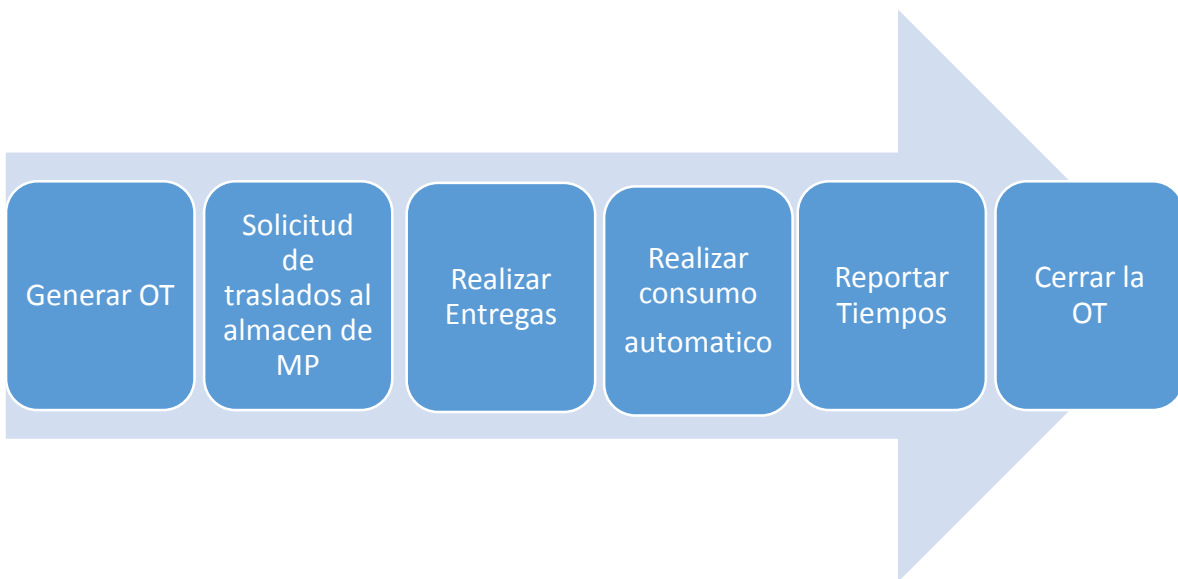 Generar OT
Solicitud
de
traslados al
almacen de
MP
Realizar
Entregas
Realizar
consumo
automatico
Reportar
Tiempos
Cerrar la
OT